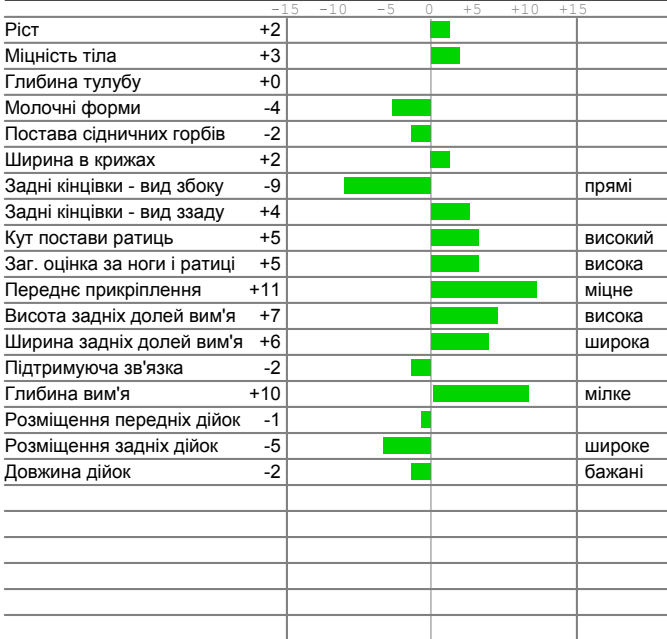 -15 -10 -5 0 +5 +10 +15
Ріст +2
Міцність тіла +3
Глибина тулубу +0
Молочні форми -4
Постава сідничних горбів -2
Ширина в крижах +2
Задні кінцівки - вид збоку -9 прямі
Задні кінцівки - вид ззаду +4
Кут постави ратиць +5 високий
Заг. оцінка за ноги і ратиці +5 висока
Переднє прикріплення +11 міцне
Висота задніх долей вим'я +7 висока
Ширина задніх долей вим'я +6 широка
Підтримуюча зв'язка -2
Глибина вим'я +10 мілке
Розміщення передніх дійок -1
Розміщення задніх дійок -5 широке
Довжина дійок -2 бажані